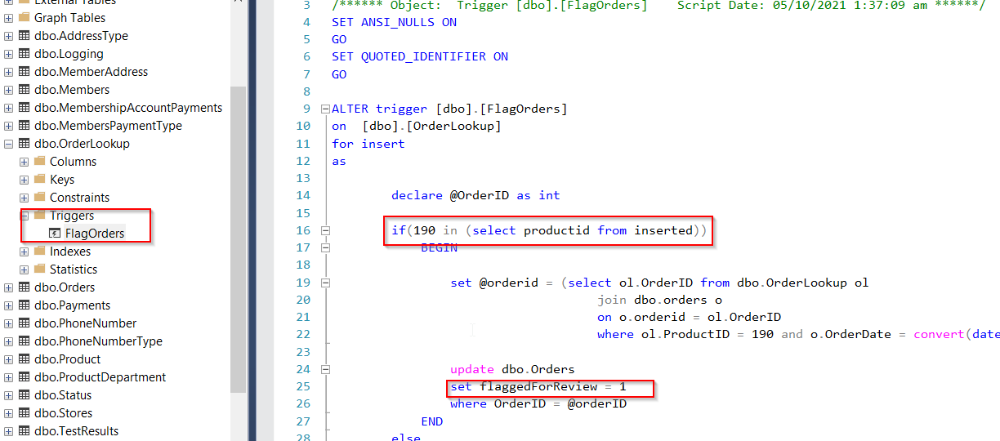 External Tables
Graph Tables
dbo.AddressType
dbo.Logging
dbo.MemberAddress
dbo.Members
dbo.MembershipAccountPayments
dbo.MembersPaymentType
dbo.OrderLookup
Columns
Keys
Constraints
Triggers
FlagOrders
Indexes
Statistics
dbo.Orders
dbo.Payments
dbo.PhoneNumber
dbo.PhoneNumberType
dbo.Product
dbo.ProductDepartment
dbo.Status
dbo.Stores
dbo.TestResults
3 /****** Object:  Trigger [dbo].[FlagOrders]    Script Date: 05/10/2021 1:37:09 am ******/
4 SET ANSI_NULLS ON
5 GO
6 SET QUOTED_IDENTIFIER ON
7 GO
8
9 ALTER trigger [dbo].[FlagOrders]
10 on  [dbo].[OrderLookup]
11 for insert
12 as
13
14 declare @OrderID as int
15
16 if(190 in (select productid from inserted))
17 BEGIN
18
19 set @orderid = (select ol.OrderID from dbo.OrderLookup ol
20 join dbo.orders o
21 on o.orderid = ol.OrderID
22 where ol.ProductID = 190 and o.OrderDate = convert(date
23
24 update dbo.Orders
25 set flaggedForReview = 1
26 where OrderID = @orderID
27 END
28 else